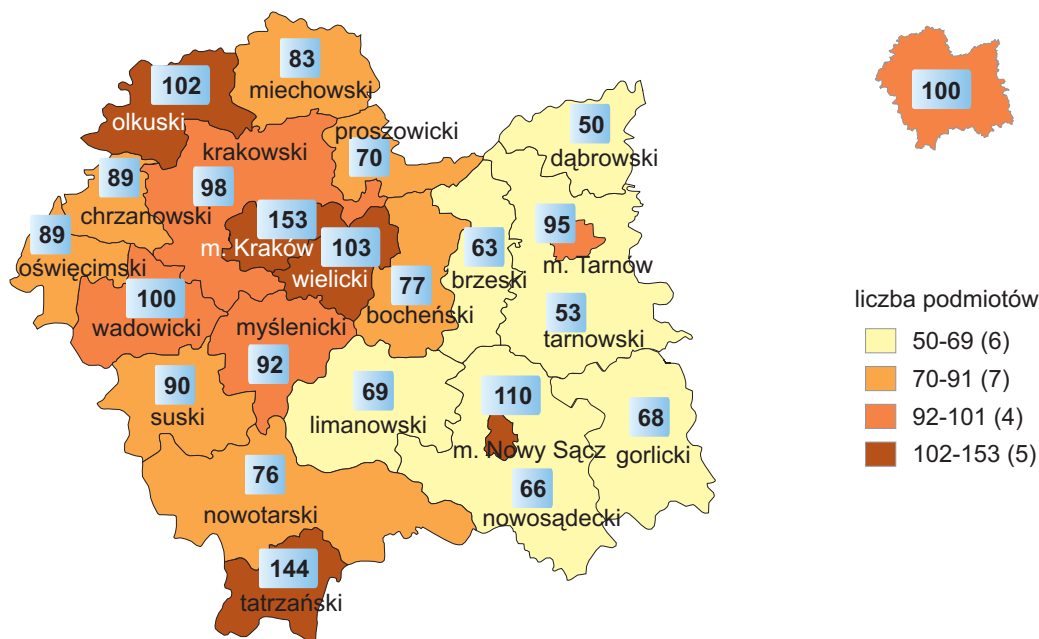 83
miechowski
102
olkuski
100
proszowicki
70
50
dąbrowski
krakowski
98
89
chrzanowski
153
m. Kraków
103
wielicki
63
brzeski
95
m. Tarnów
89
oświęcimski
77
bocheński
53
tarnowski
100
wadowicki
myślenicki
92
90
suski
69
limanowski
110
m. Nowy Sącz
68
gorlicki
76
nowotarski
66
nowosądecki
144
tatrzański
liczba podmiotów
50-69 (6)
70-91 (7)
92-101 (4)
102-153 (5)